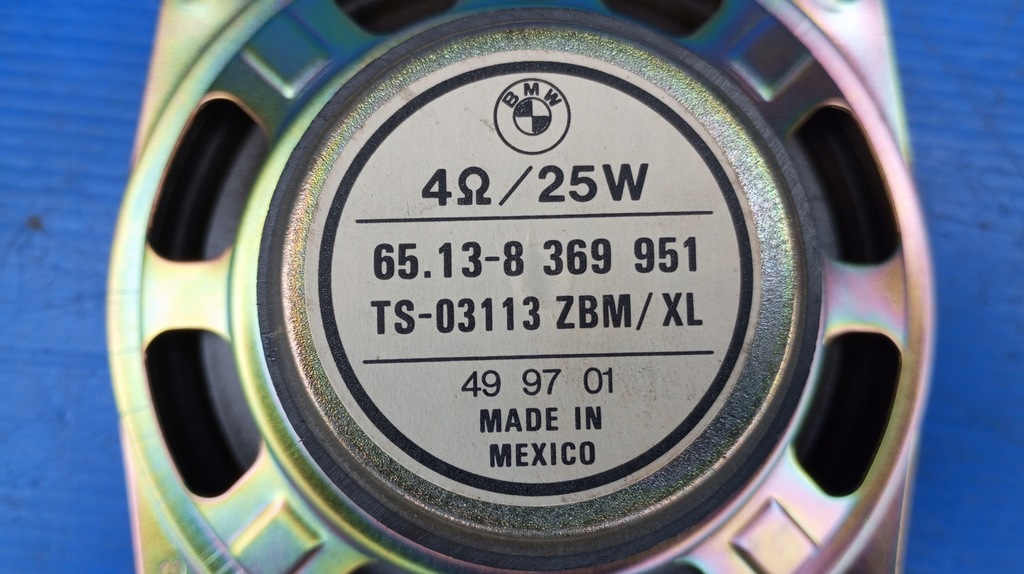 BMW
4Ω/25W
65.13-8 369 951
TS-03113 ZBM/XL
49 97 01
MADE IN
MEXICO